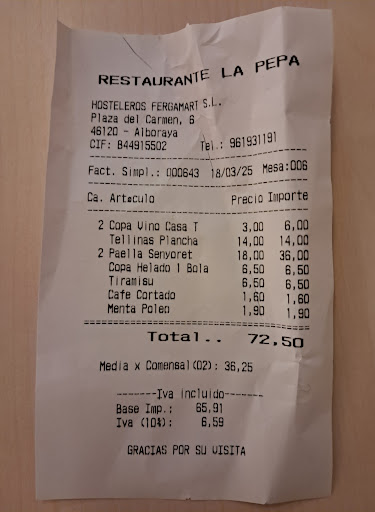 RESTAURANTE LA PEPA
HOSTELEROS FERGAMART S.L.
Plaza del Carmen, 6
46120 - Alboraya
CIF: B44915502 Tel.: 961931191
Fact. Simpl.: 000643 18/03/25 Mesa:006
Ca. Artículo Precio Importe
2 Copa Vino Casa T 3,00 6,00
Tellinas Plancha 14,00 14,00
2 Paella Senyoret 18,00 36,00
Copa Helado 1 Bola 6,50 6,50
Tiramisu 6,50 6,50
Cafe Cortado 1,60 1,60
Menta Poleo 1,90 1,90
Total.. 72,50
Media x Comensal(02): 36,25
--------Iva incluido--------
Base Imp.: 65,91
Iva (10%): 6,59
GRACIAS POR SU VISITA